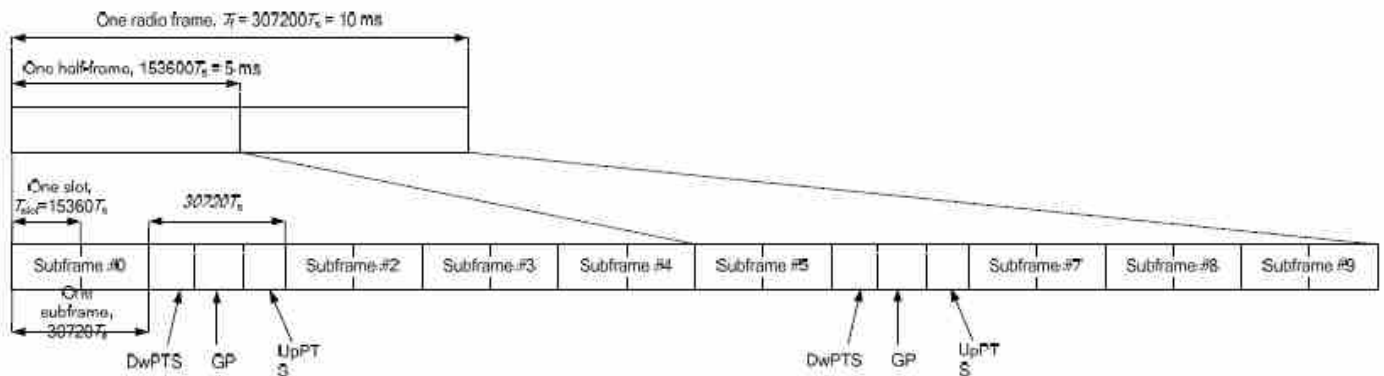 One radio frame, Tf = 307200Ts = 10 ms
One half-frame, 153600Ts = 5 ms
One slot,
Tslot=15360Ts
30720Ts
Subframe #0
Subframe #2
Subframe #3
Subframe #4
Subframe #5
Subframe #7
Subframe #8
Subframe #9
One
subframe,
30720Ts
DwPTS
GP
UpPT
S
DwPTS
GP
UpPT
S